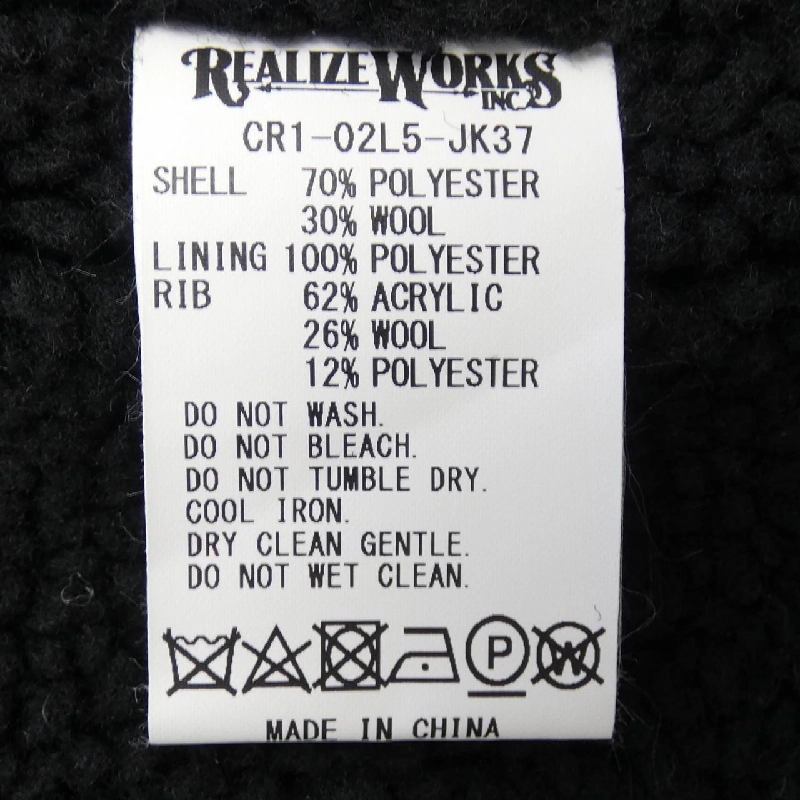 REALIZE WORKS
INC.
CR1-02L5-JK37
SHELL 70% POLYESTER
30% WOOL
LINING 100% POLYESTER
RIB 62% ACRYLIC
26% WOOL
12% POLYESTER
DO NOT WASH.
DO NOT BLEACH.
DO NOT TUMBLE DRY.
COOL IRON.
DRY CLEAN GENTLE.
DO NOT WET CLEAN.
P W
MADE IN CHINA